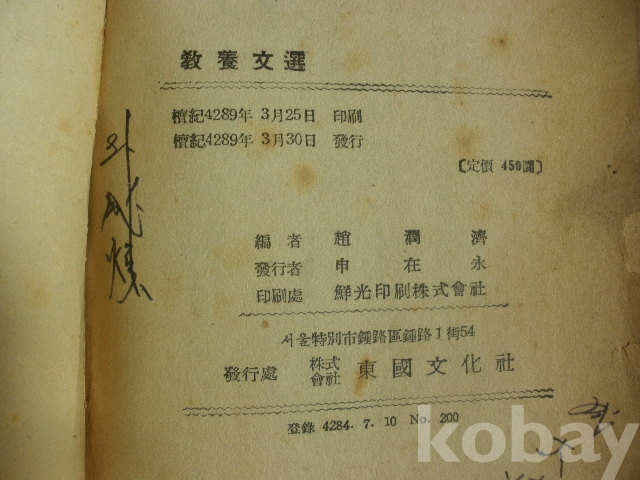 敎養文選
檀紀4289年 3月25日 印刷
檀紀4289年 3月30日 發行
〔定價 450圜〕
編者 趙潤濟
發行者 申在永
印刷處 鮮光印刷株式會社
서울特別市鍾路區鍾路1街54
發行處 株式會社 東國文化社
登錄 4284. 7. 10 No. 200
kobay